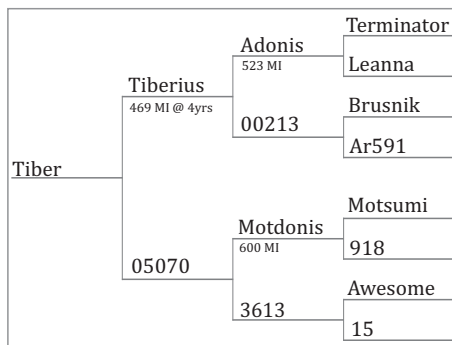 Terminator
Adonis
523 MI
Leanna
Tiberius
469 MI @ 4yrs
Brusnik
00213
Ar591
Tiber
Motsumi
Motdonis
600 MI
918
05070
Awesome
3613
15